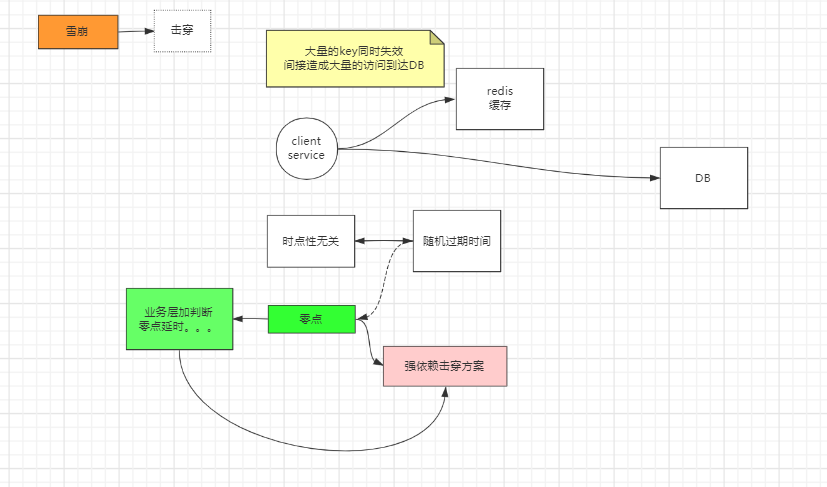 雪崩
击穿
大量的key同时失效
间接造成大量的访问到达DB
redis
缓存
client
service
DB
时点性无关
随机过期时间
业务层加判断
零点延时。。。
零点
强依赖击穿方案